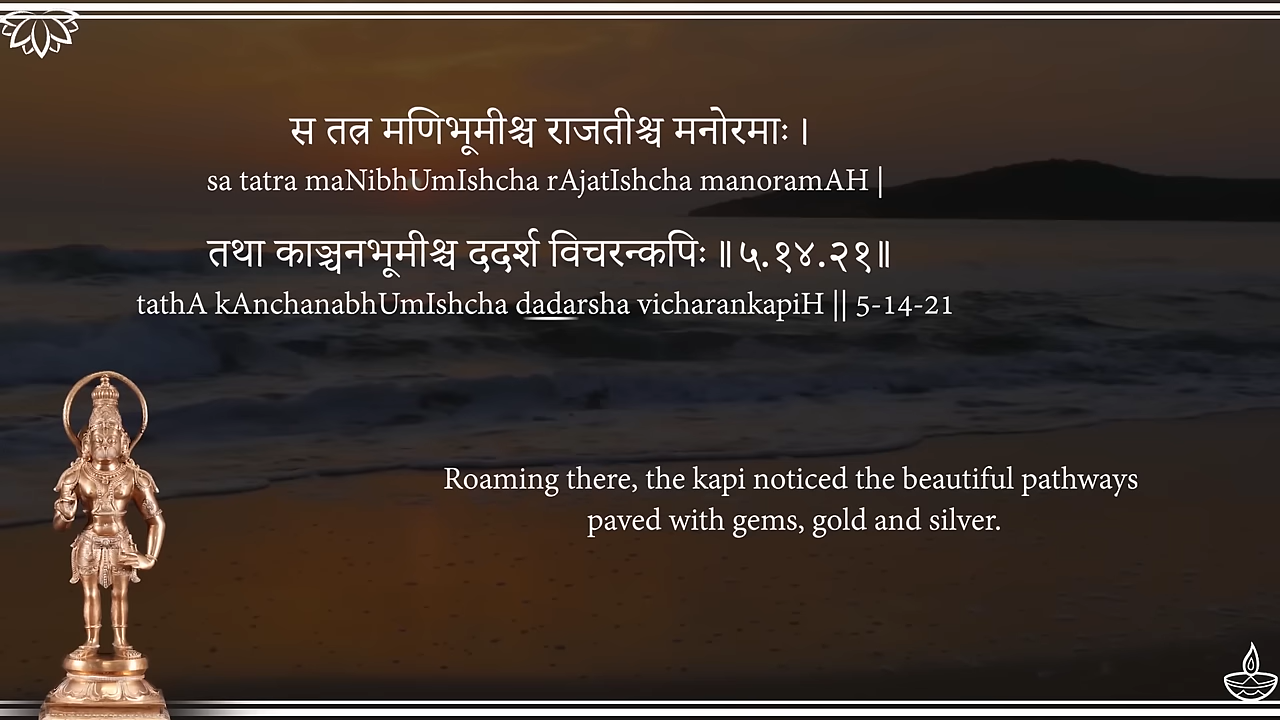 स तत्र मणिभूमीश्च राजतीश्च मनोरमाः ।
sa tatra maNibhUmIshcha rAjatIshcha manoramAH |
तथा काञ्चनभूमीश्च ददर्श विचरन्कपिः ॥५.१४.२१॥
tathA kAnchanabhUmIshcha dadarsha vicharankapiH || 5-14-21
Roaming there, the kapi noticed the beautiful pathways
paved with gems, gold and silver.